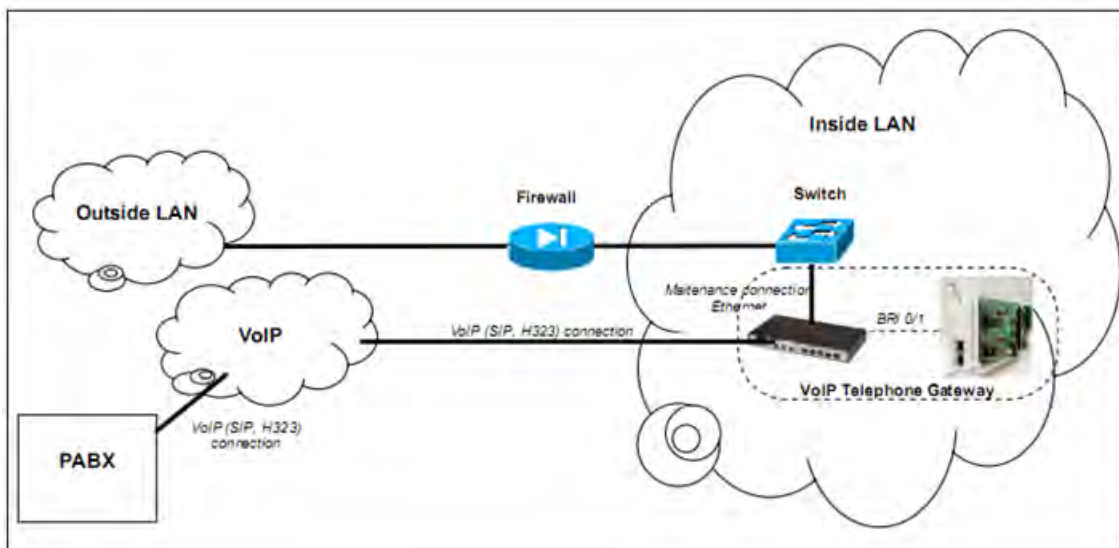 Inside LAN
Firewall
Switch
Outside LAN
Maitenance connection
Ethernet
BRI 0/1
VoIP
VoIP (SIP, H323) connection
VoIP Telephone Gateway
VoIP (SIP, H323)
connection
PABX